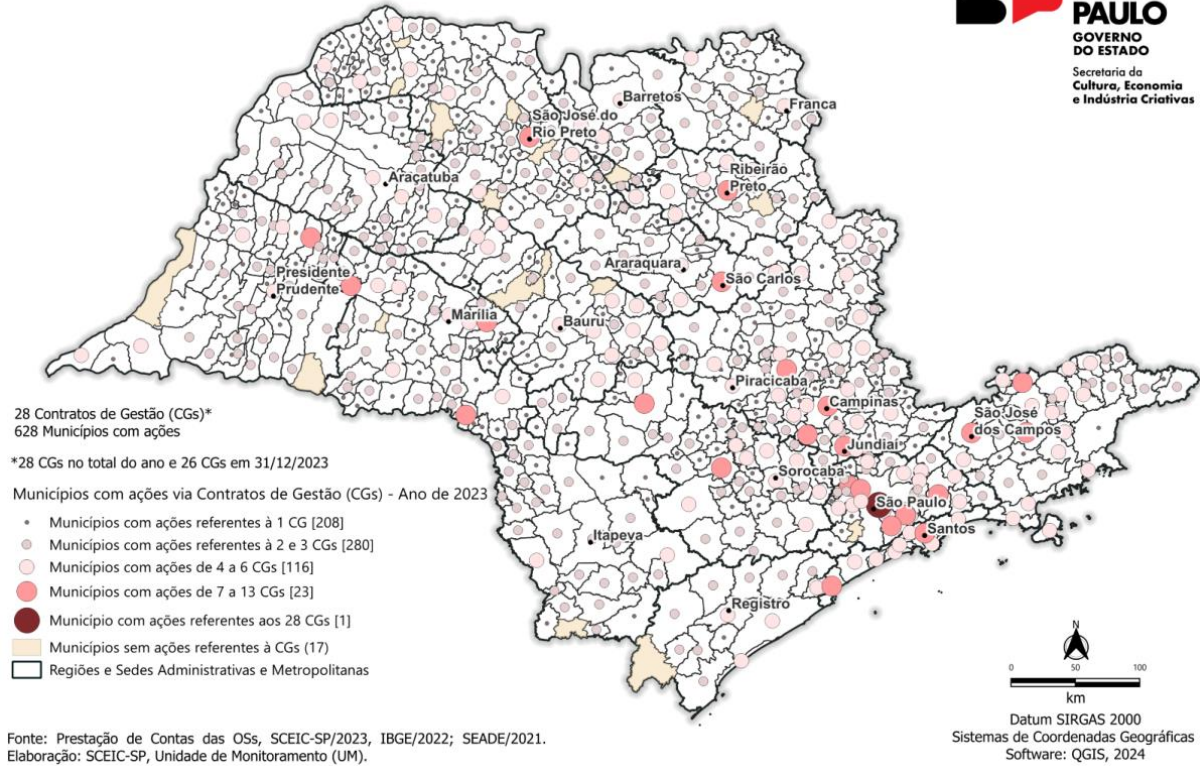 PAULO
GOVERNO
DO ESTADO
Secretaria da
Cultura, Economia
e Indústria Criativas
Barretos
Franca
São José do
Rio Preto
Ribeirão
Preto
Araçatuba
Araraquara
São Carlos
Presidente
Prudente
Marília
Bauru
Piracicaba
Campinas
São José
dos Campos
Jundiaí
Sorocaba
São Paulo
Santos
Itapeva
Registro
28 Contratos de Gestão (CGs)*
628 Municípios com ações
*28 CGs no total do ano e 26 CGs em 31/12/2023
Municípios com ações via Contratos de Gestão (CGs) - Ano de 2023
Municípios com ações referentes à 1 CG [208]
Municípios com ações referentes à 2 e 3 CGs [280]
Municípios com ações de 4 a 6 CGs [116]
Municípios com ações de 7 a 13 CGs [23]
Município com ações referentes aos 28 CGs [1]
Municípios sem ações referentes à CGs (17)
Regiões e Sedes Administrativas e Metropolitanas
N
0 50 100
km
Datum SIRGAS 2000
Sistemas de Coordenadas Geográficas
Software: QGIS, 2024
Fonte: Prestação de Contas das OSs, SCEIC-SP/2023, IBGE/2022; SEADE/2021.
Elaboração: SCEIC-SP, Unidade de Monitoramento (UM).